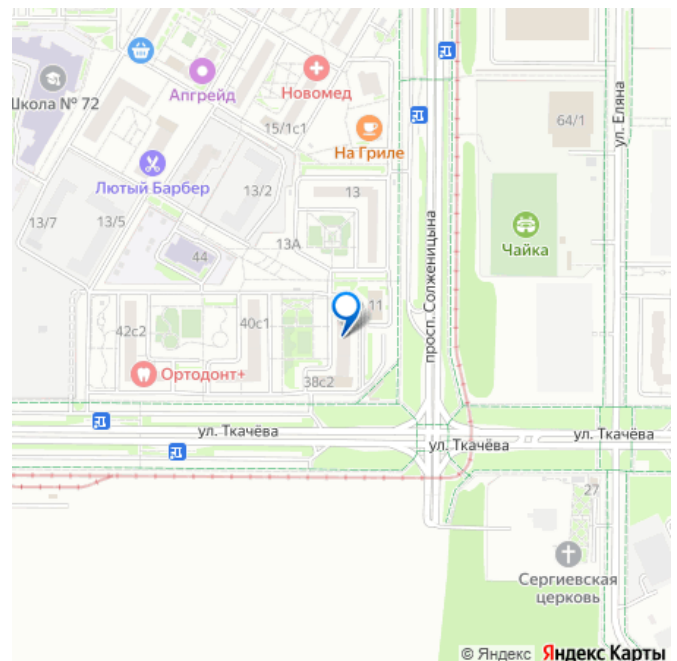 Школа № 72
Апгрейд
Новомед
15/1с1
На Гриле
64/1
ул. Еляна
Лютый Барбер
13/2
13
13/7
13/5
13А
просп. Солженицына
Чайка
44
11
42с2
40с1
Ортодонт+
38с2
ул. Ткачёва
ул. Ткачёва
ул. Ткачёва
27
Сергиевская
церковь
© Яндекс Яндекс Карты